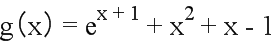 g(x) = e^{x + 1} + x^2 + x - 1